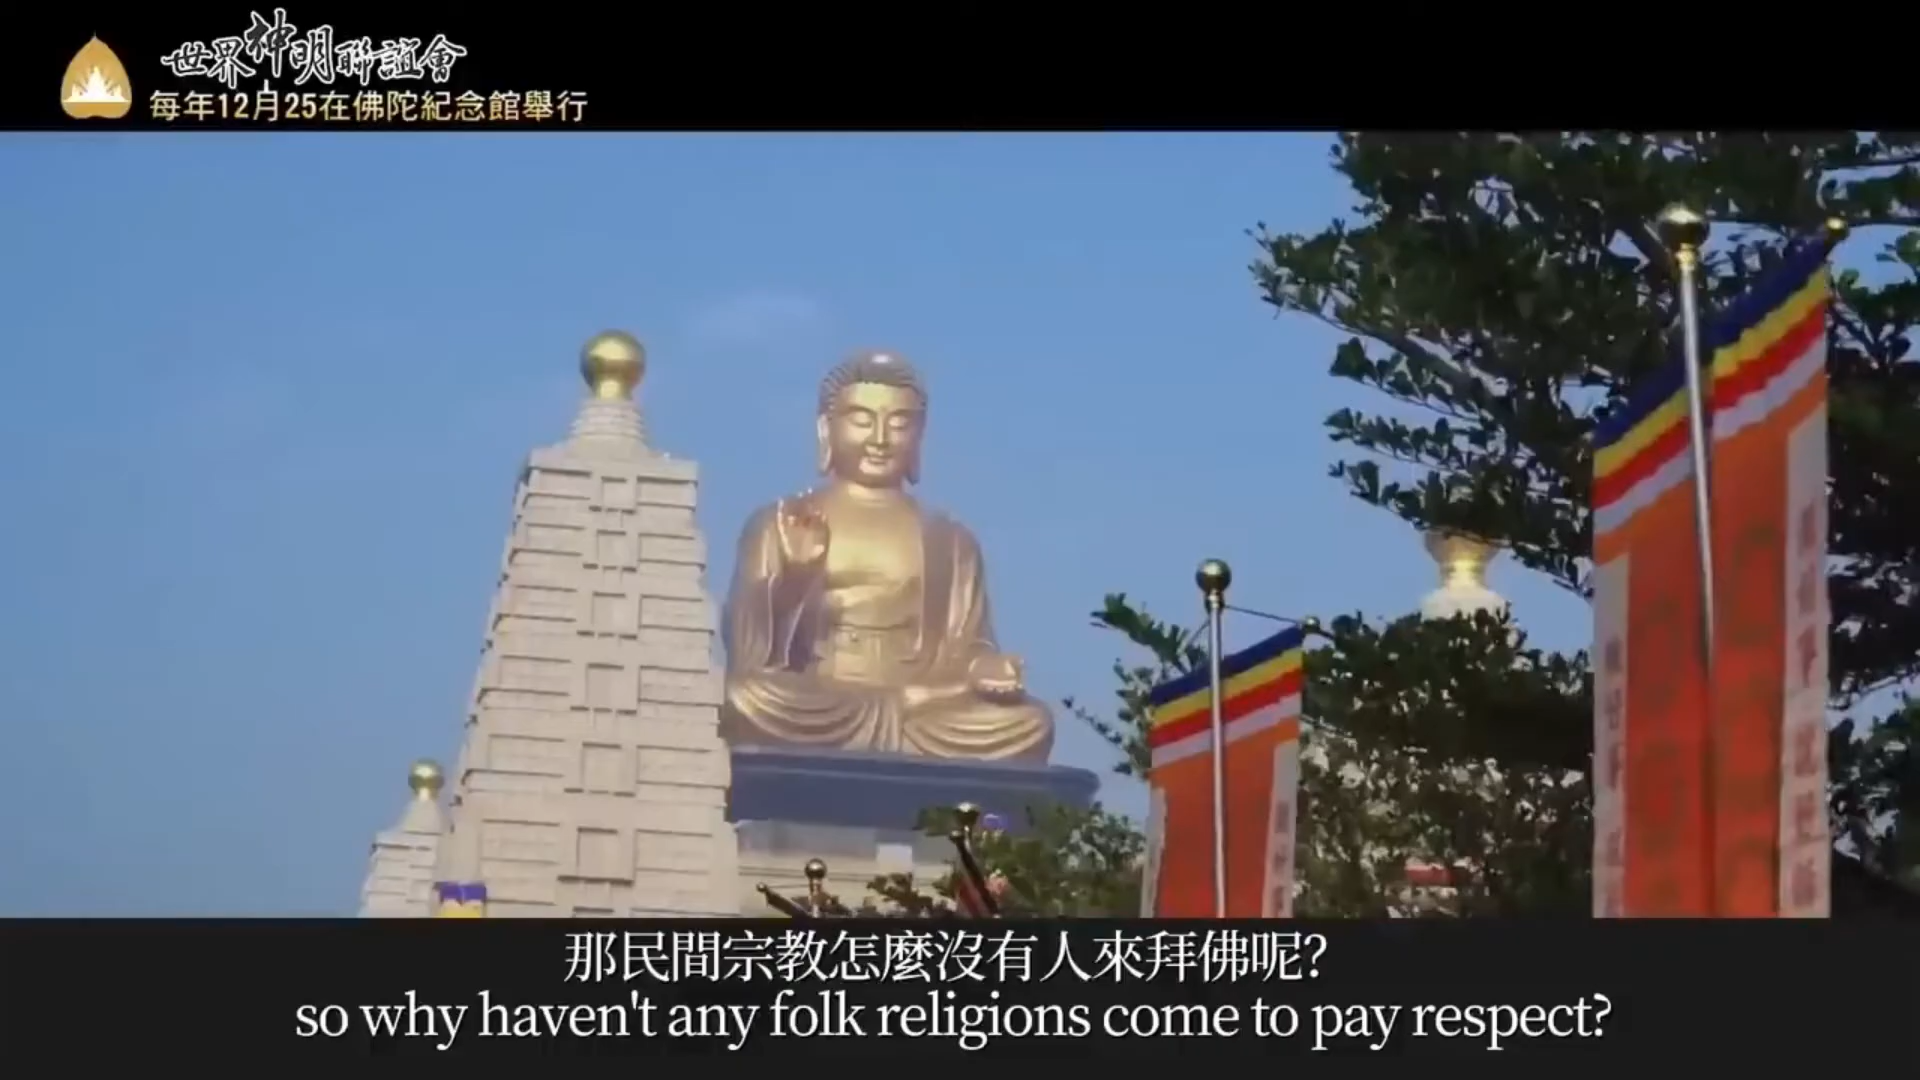 世界神明聯誼會
每年12月25在佛陀紀念館舉行
那民間宗教怎麼沒有人來拜佛呢?
so why haven't any folk religions come to pay respect?